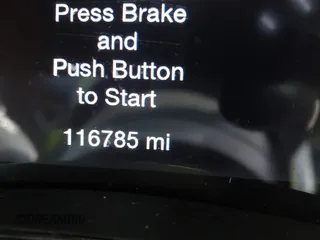 Press Brake
and
Push Button
to Start
116785 mi